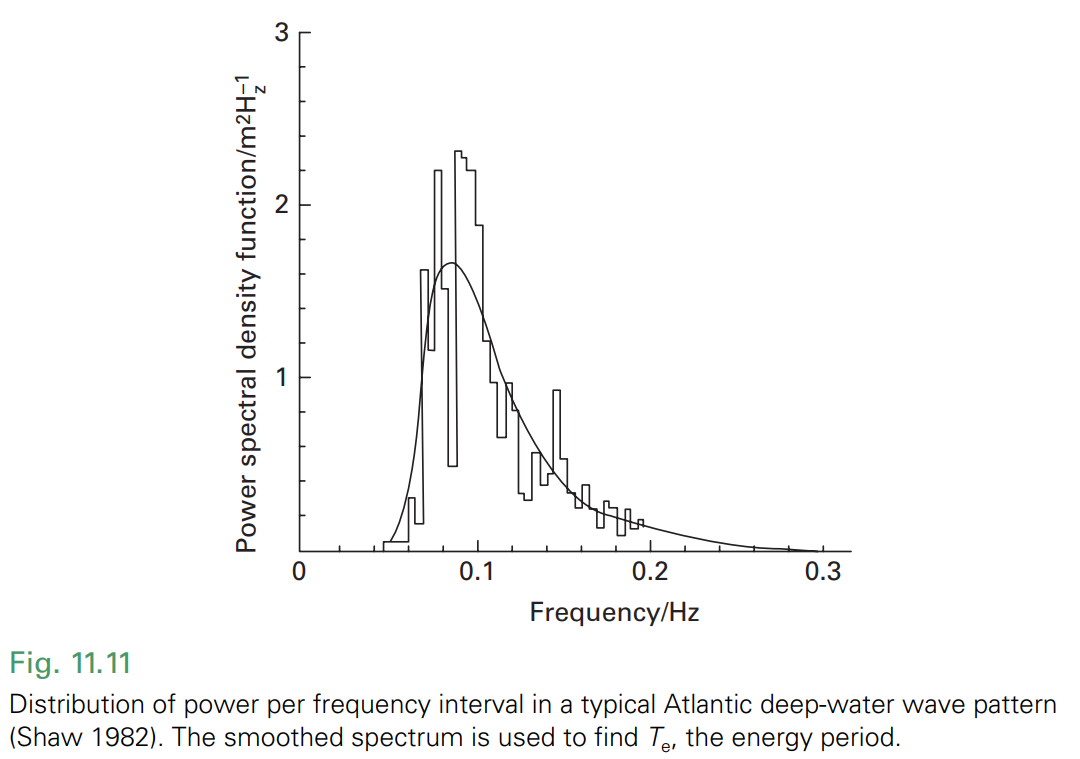 3
2
1
Power spectral density function/m²H_z⁻¹
0
0.1
0.2
0.3
Frequency/Hz
Fig. 11.11
Distribution of power per frequency interval in a typical Atlantic deep-water wave pattern
(Shaw 1982). The smoothed spectrum is used to find Tₑ, the energy period.